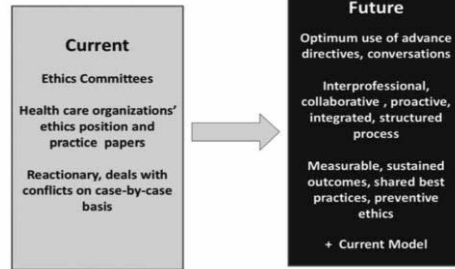 Current
Ethics Committees
Health care organizations'
ethics position and
practice papers
Reactionary, deals with
conflicts on case-by-case
basis
Future
Optimum use of advance
directives, conversations
Interprofessional,
collaborative , proactive,
integrated, structured
process
Measurable, sustained
outcomes, shared best
practices, preventive
ethics
+ Current Model